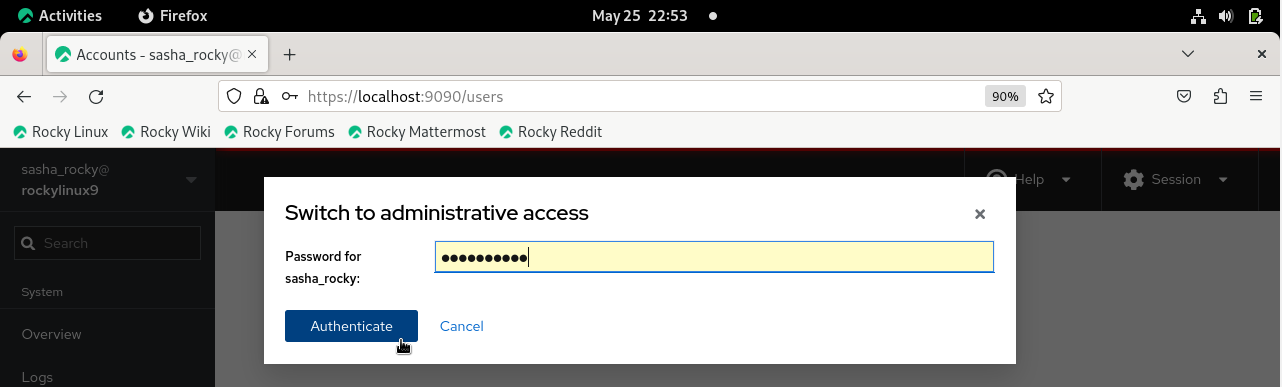 Activities Firefox May 25 22:53
Accounts - sasha_rocky@
https://localhost:9090/users 90%
Rocky Linux Rocky Wiki Rocky Forums Rocky Mattermost Rocky Reddit
sasha_rocky@
rockylinux9
Help Session
Switch to administrative access
Search
Password for
sasha_rocky:
●●●●●●●●●●
System
Authenticate Cancel
Overview
Logs